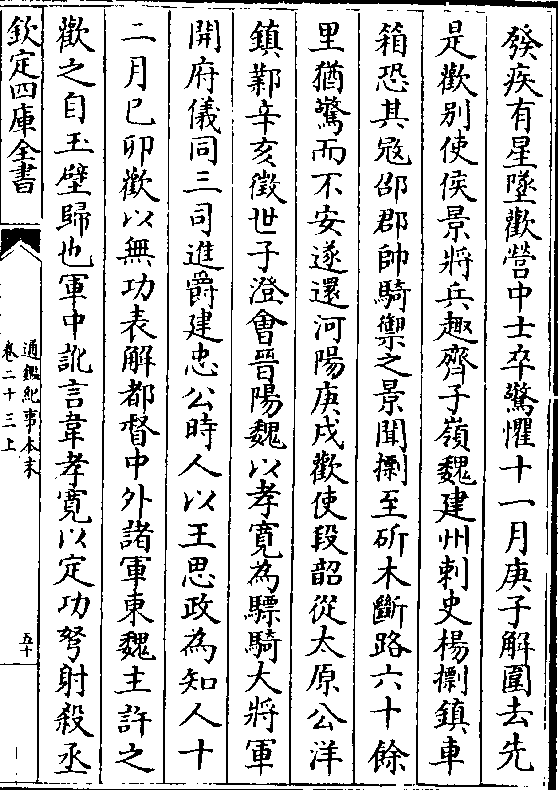 發疾有星墜歡營中士卒驚懼十一月庚子解圍去先
是歡别使侯景將兵趣齊子嶺魏建州刺史楊㯹鎮車
箱恐其㓂邵郡帥騎禦之景聞㯹至斫木斷路六十餘
里猶驚而不安遂還河陽庚戌歡使段韶從太原公洋
鎮鄴辛亥徵世子澄會晉陽魏以孝寛為驃騎大將軍
開府儀同三司進爵建忠公時人以王思政為知人十
二月己卯歡以無功表解都督中外諸軍東魏主許之
歡之自玉壁歸也軍中訛言韋孝寛以定功弩射殺丞
欽定四庫全書
通鑑紀事本末
卷二十三上
五十